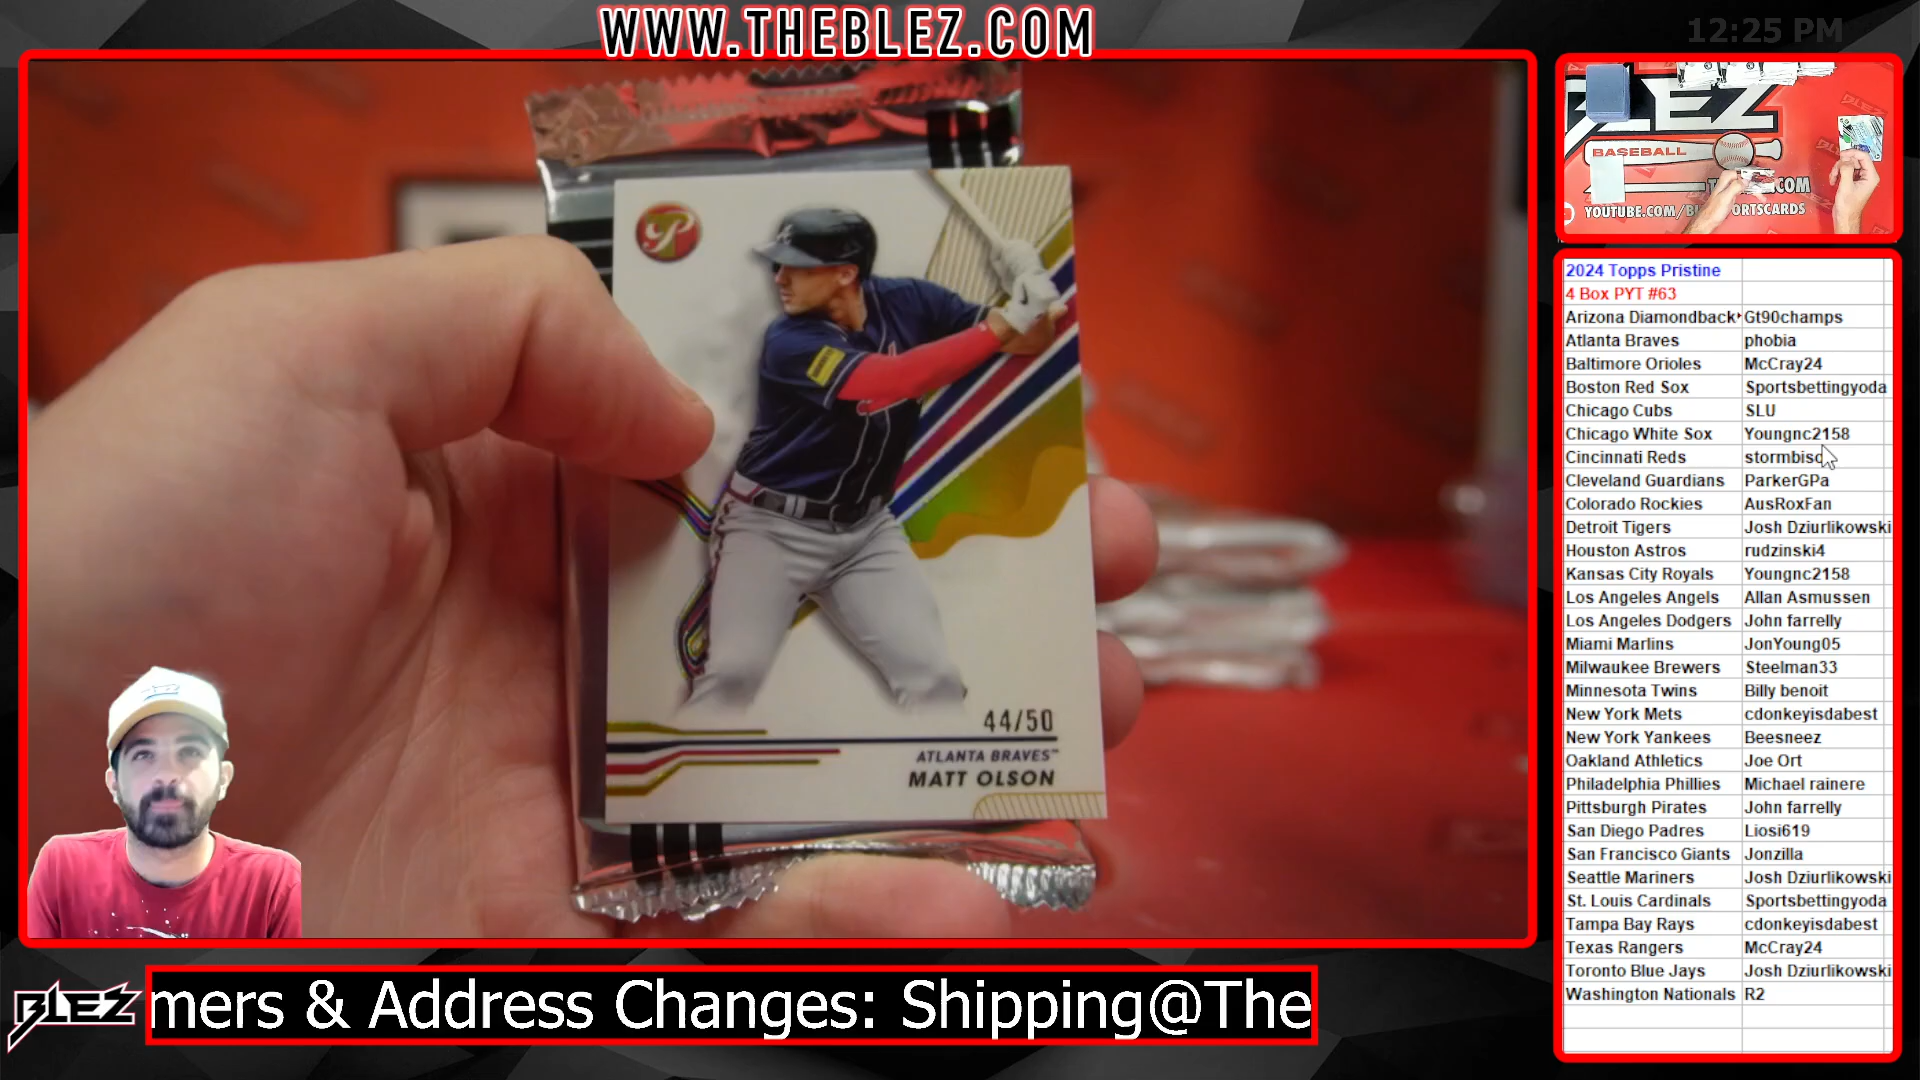 WWW.THEBLEZ.COM
12:25 PM
44/50
ATLANTA BRAVES™
MATT OLSON
BLEZ
BASEBALL
2024 Topps Pristine
4 Box PYT #63
Arizona Diamondback Gt90champs
Atlanta Braves phobia
Baltimore Orioles McCray24
Boston Red Sox Sportsbettingyoda
Chicago Cubs SLU
Chicago White Sox Youngnc2158
Cincinnati Reds
Cleveland Guardians ParkerGPa
Colorado Rockies AusRoxFan
Detroit Tigers Josh Dziurlikowski
Houston Astros rudzinski4
Kansas City Royals Youngnc2158
Los Angeles Angels Allan Asmussen
Los Angeles Dodgers John farrelly
Miami Marlins JonYoung05
Milwaukee Brewers Steelman33
Minnesota Twins Billy benoit
New York Mets cdonkeyisdabest
New York Yankees Beesneez
Oakland Athletics Joe Ort
Philadelphia Phillies Michael rainere
Pittsburgh Pirates John farrelly
San Diego Padres Liosi619
San Francisco Giants Jonzilla
Seattle Mariners Josh Dziurlikowski
St. Louis Cardinals Sportsbettingyoda
Tampa Bay Rays cdonkeyisdabest
Texas Rangers McCray24
Toronto Blue Jays Josh Dziurlikowski
Washington Nationals R2
BLEZ
mers & Address Changes: Shipping@The